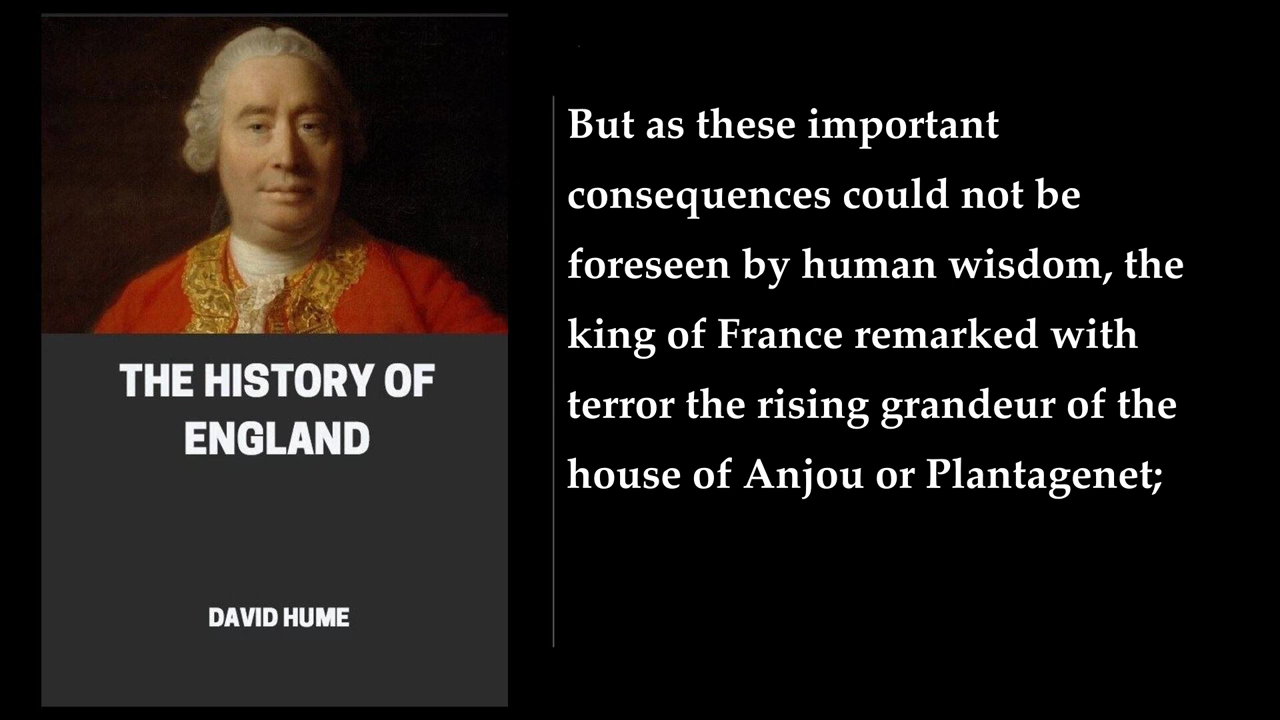 THE HISTORY OF
ENGLAND
DAVID HUME
But as these important
consequences could not be
foreseen by human wisdom, the
king of France remarked with
terror the rising grandeur of the
house of Anjou or Plantagenet;